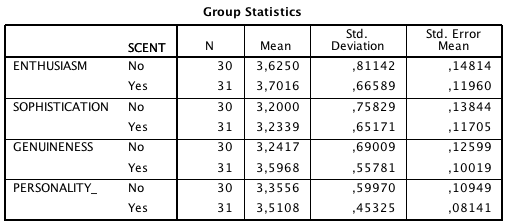 Group Statistics
SCENT N Mean Std. Deviation Std. Error Mean
ENTHUSIASM No 30 3,6250 ,81142 ,14814
Yes 31 3,7016 ,66589 ,11960
SOPHISTICATION No 30 3,2000 ,75829 ,13844
Yes 31 3,2339 ,65171 ,11705
GENUINENESS No 30 3,2417 ,69009 ,12599
Yes 31 3,5968 ,55781 ,10019
PERSONALITY_ No 30 3,3556 ,59970 ,10949
Yes 31 3,5108 ,45325 ,08141